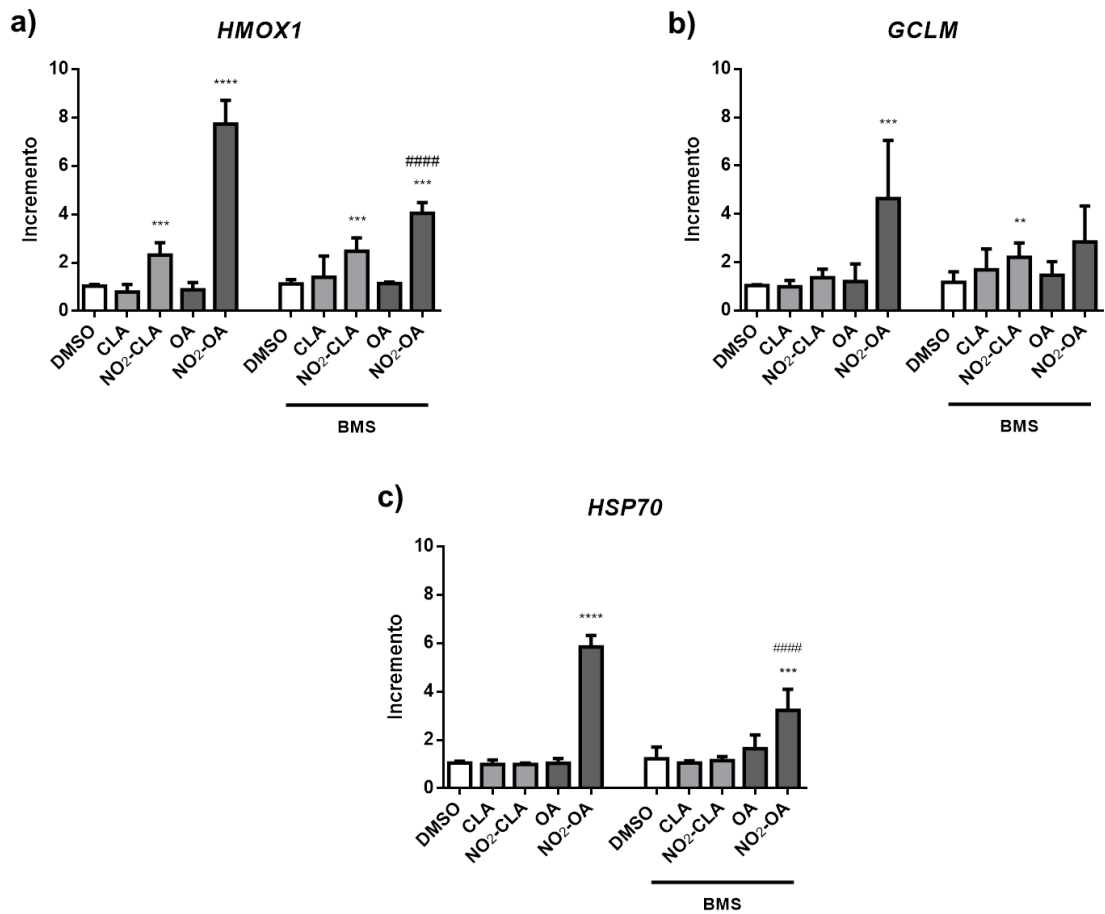 a)
HMOX1
Incremento
10
8
6
4
2
0
***
****
***
####
***
DMSO
CLA
NO₂-CLA
OA
NO₂-OA
DMSO
CLA
NO₂-CLA
OA
NO₂-OA
BMS
b)
GCLM
Incremento
10
8
6
4
2
0
***
**
DMSO
CLA
NO₂-CLA
OA
NO₂-OA
DMSO
CLA
NO₂-CLA
OA
NO₂-OA
BMS
c)
HSP70
Incremento
10
8
6
4
2
0
****
####
***
DMSO
CLA
NO₂-CLA
OA
NO₂-OA
DMSO
CLA
NO₂-CLA
OA
NO₂-OA
BMS